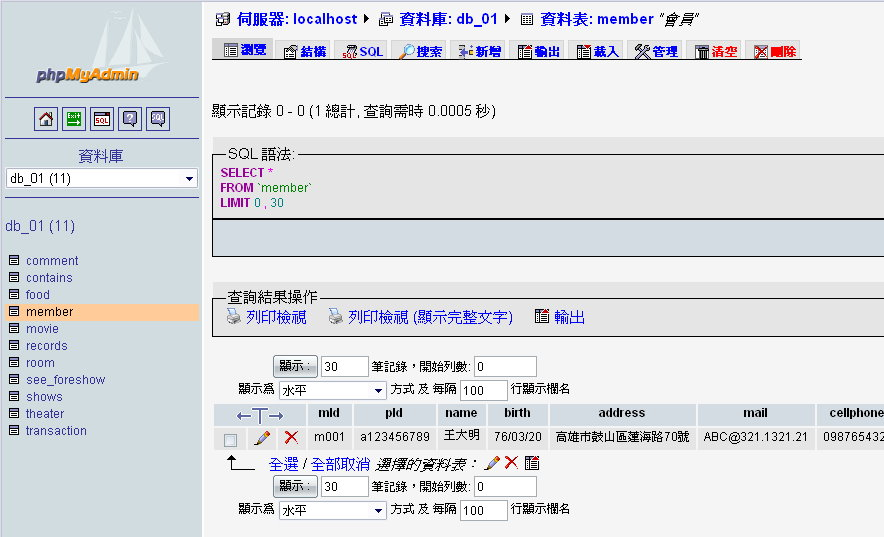 phpMyAdmin
Exit
SQL
?
SQL
資料庫
db_01 (11)
db_01 (11)
comment
contains
food
member
movie
records
room
see_foreshow
shows
theater
transaction
伺服器: localhost 資料庫: db_01 資料表: member "會員"
瀏覽 結構 SQL 搜索 新增 輸出 載入 管理 清空 刪除
顯示記錄 0 - 0 (1 總計, 查詢需時 0.0005 秒)
SQL 語法:
SELECT *
FROM `member`
LIMIT 0 , 30
查詢結果操作
列印檢視 列印檢視 (顯示完整文字) 輸出
顯示 : 30 筆記錄，開始列數: 0
顯示為 水平 方式 及 每隔 100 行顯示欄名
←T→ mId pId name birth address mail cellphone
m001 a123456789 王大明 76/03/20 高雄市鼓山區蓮海路70號 ABC@321.1321.21 098765432
全選 / 全部取消 選擇的資料表：
顯示 : 30 筆記錄，開始列數: 0
顯示為 水平 方式 及 每隔 100 行顯示欄名